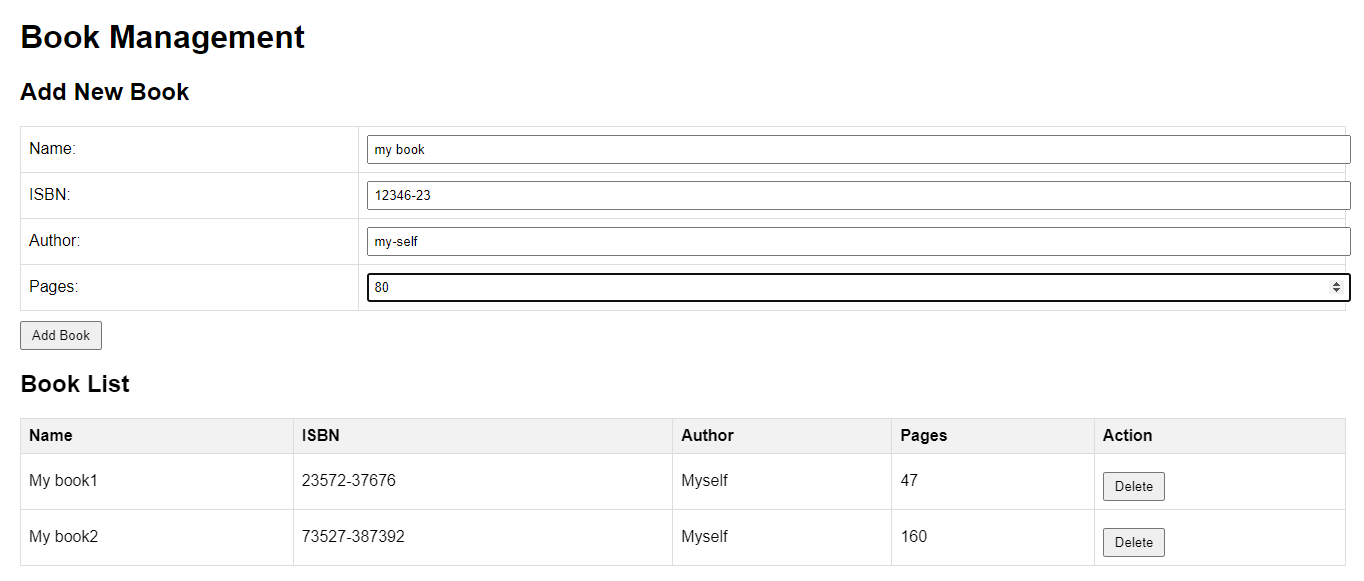 Book Management
Add New Book
Name: my book
ISBN: 12346-23
Author: my-self
Pages: 80
Add Book
Book List
Name ISBN Author Pages Action
My book1 23572-37676 Myself 47 Delete
My book2 73527-387392 Myself 160 Delete